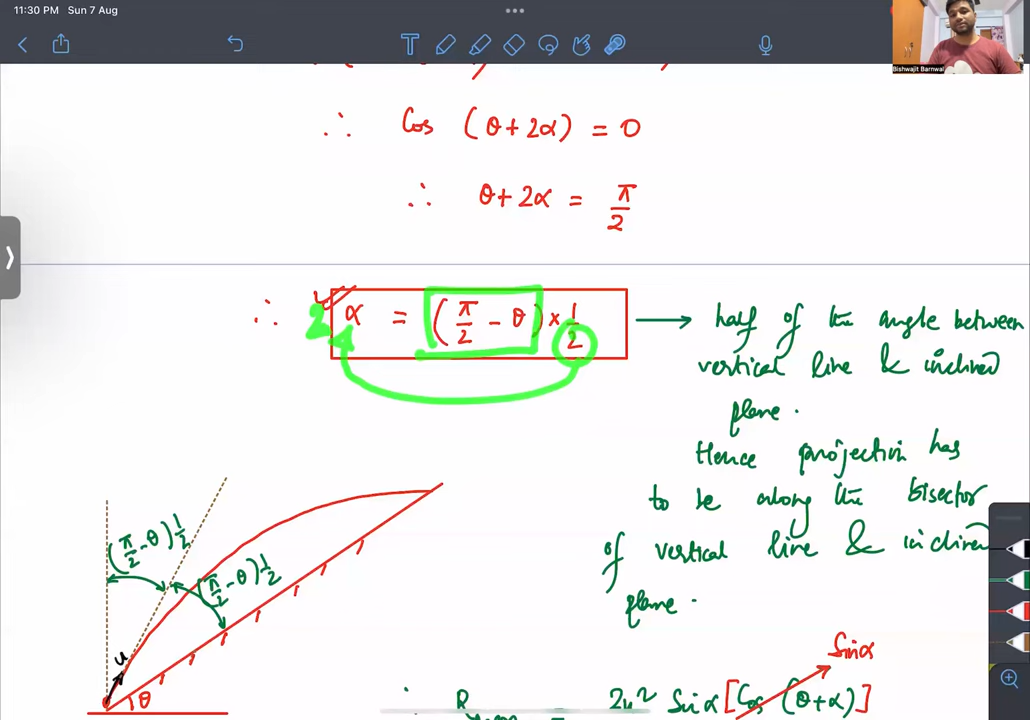 11:30 PM Sun 7 Aug
Bishwajit Barnwal
∴ Cos (θ+2α) = 0
∴ θ+2α = π/2
∴ 2 α = (π/2 - θ) × 1/2 → half of the angle between
vertical line & inclined
plane.
Hence projection has
to be along the bisector
of vertical line & inclined
plane.
(π/2 - θ) 1/2
(π/2 - θ) 1/2
u
θ
Sinα
R = 2u² Sinα [Cos (θ+α)]